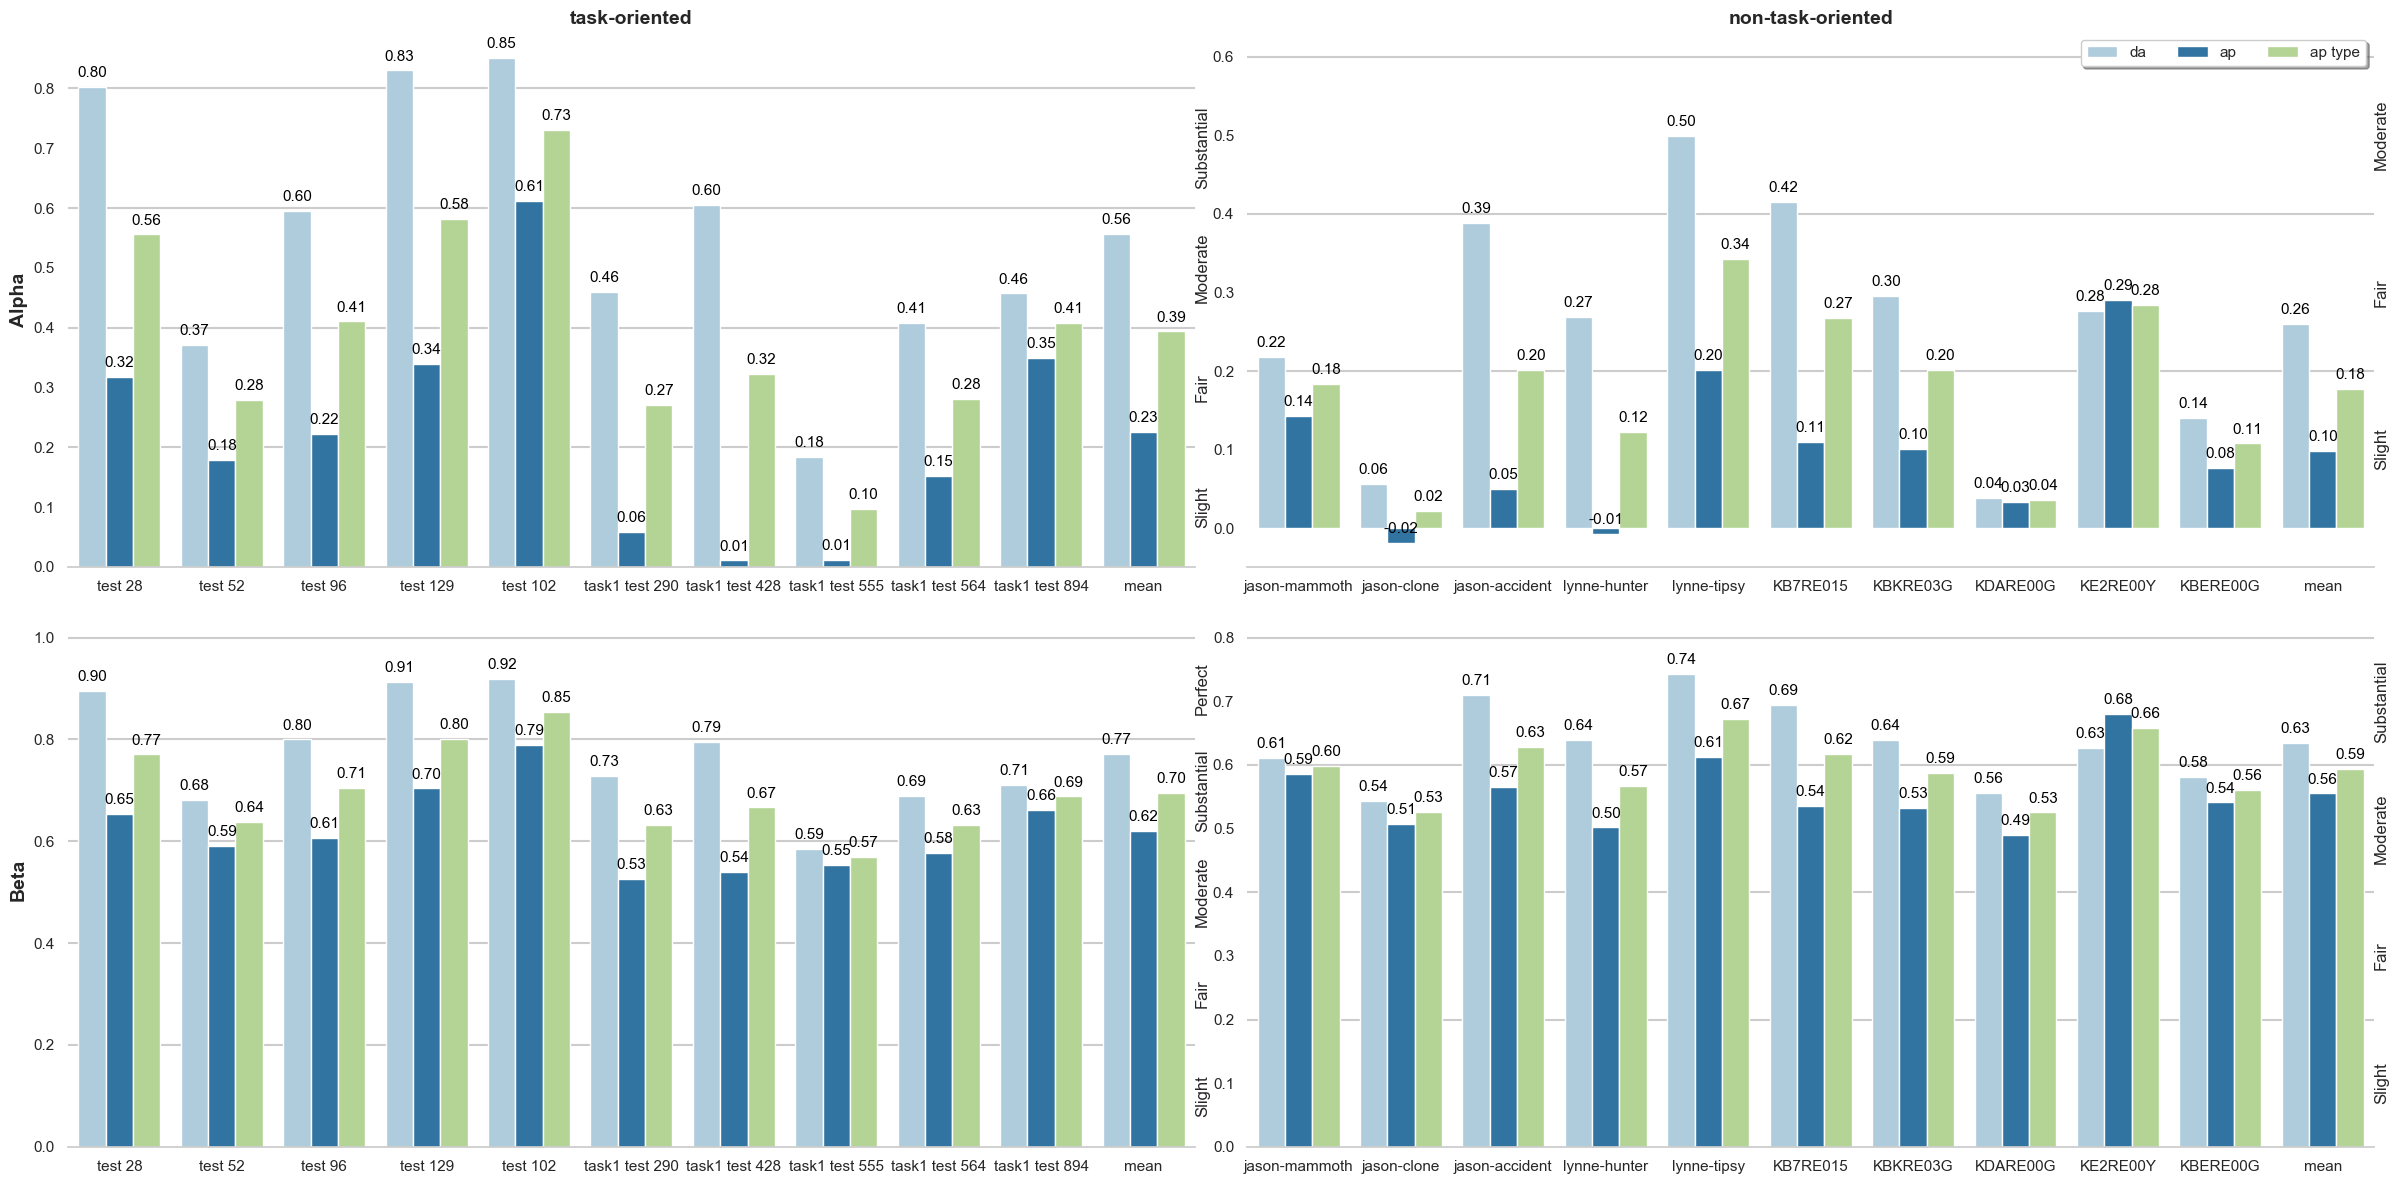 task-oriented
non-task-oriented
da ap ap type
Alpha
0.8
0.7
0.6
0.5
0.4
0.3
0.2
0.1
0.0
0.80 0.32 0.56
0.37 0.18 0.28
0.60 0.22 0.41
0.83 0.34 0.58
0.85 0.61 0.73
0.46 0.06 0.27
0.60 0.01 0.32
0.18 0.01 0.10
0.41 0.15 0.28
0.46 0.35 0.41
0.56 0.23 0.39
Substantial
Moderate
Fair
Slight
test 28 test 52 test 96 test 129 test 102 task1 test 290 task1 test 428 task1 test 555 task1 test 564 task1 test 894 mean
0.6
0.5
0.4
0.3
0.2
0.1
0.0
0.22 0.14 0.18
0.06 -0.02 0.02
0.39 0.05 0.20
0.27 -0.01 0.12
0.50 0.20 0.34
0.42 0.11 0.27
0.30 0.10 0.20
0.04 0.03 0.04
0.28 0.29 0.28
0.14 0.08 0.11
0.26 0.10 0.18
Moderate
Fair
Slight
jason-mammoth jason-clone jason-accident lynne-hunter lynne-tipsy KB7RE015 KBKRE03G KDARE00G KE2RE00Y KBERE00G mean
Beta
1.0
0.8
0.6
0.4
0.2
0.0
0.90 0.65 0.77
0.68 0.59 0.64
0.80 0.61 0.71
0.91 0.70 0.80
0.92 0.79 0.85
0.73 0.53 0.63
0.79 0.54 0.67
0.59 0.55 0.57
0.69 0.58 0.63
0.71 0.66 0.69
0.77 0.62 0.70
Perfect
Substantial
Moderate
Fair
Slight
test 28 test 52 test 96 test 129 test 102 task1 test 290 task1 test 428 task1 test 555 task1 test 564 task1 test 894 mean
0.8
0.7
0.6
0.5
0.4
0.3
0.2
0.1
0.0
0.61 0.59 0.60
0.54 0.51 0.53
0.71 0.57 0.63
0.64 0.50 0.57
0.74 0.61 0.67
0.69 0.54 0.62
0.64 0.53 0.59
0.56 0.49 0.53
0.63 0.68 0.66
0.58 0.54 0.56
0.63 0.56 0.59
Substantial
Moderate
Fair
Slight
jason-mammoth jason-clone jason-accident lynne-hunter lynne-tipsy KB7RE015 KBKRE03G KDARE00G KE2RE00Y KBERE00G mean